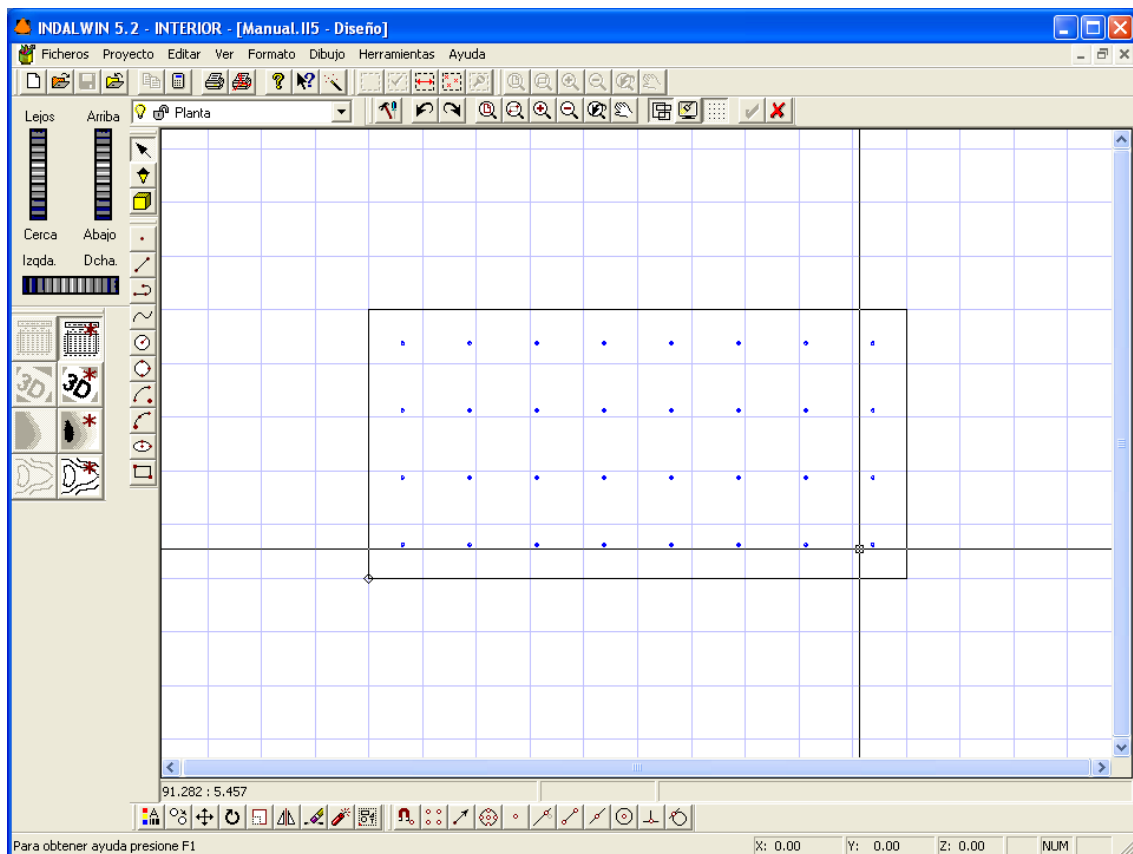 INDALWIN 5.2 - INTERIOR - [Manual.II5 - Diseño]
Ficheros Proyecto Editar Ver Formato Dibujo Herramientas Ayuda
Planta
Lejos Arriba
Cerca Abajo
Izqda. Dcha.
3D 3D
91.282 : 5.457
Para obtener ayuda presione F1 X: 0.00 Y: 0.00 Z: 0.00 NUM